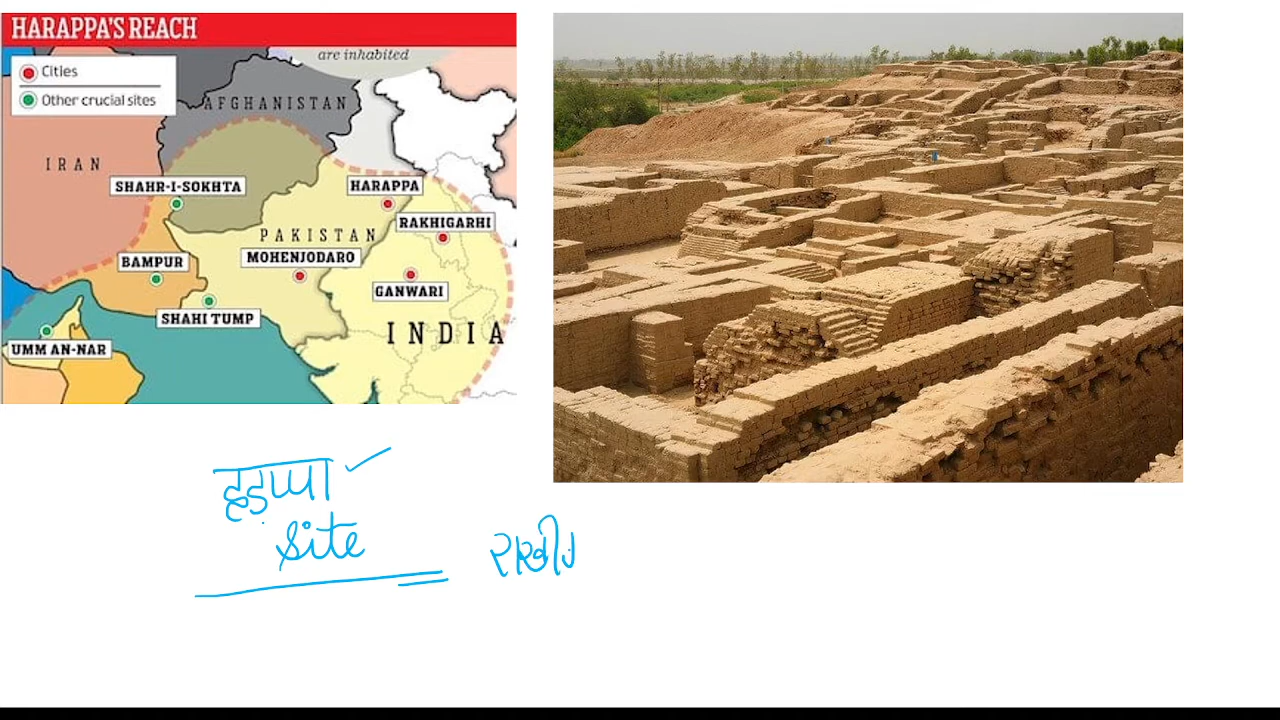 HARAPPA'S REACH
are inhabited
Cities
Other crucial sites
AFGHANISTAN
IRAN
SHAHR-I-SOKHTA
HARAPPA
RAKHIGARHI
PAKISTAN
MOHENJODARO
BAMPUR
GANWARI
SHAHI TUMP
INDIA
UMM AN-NAR
हड़प्पा
Site
राखीग